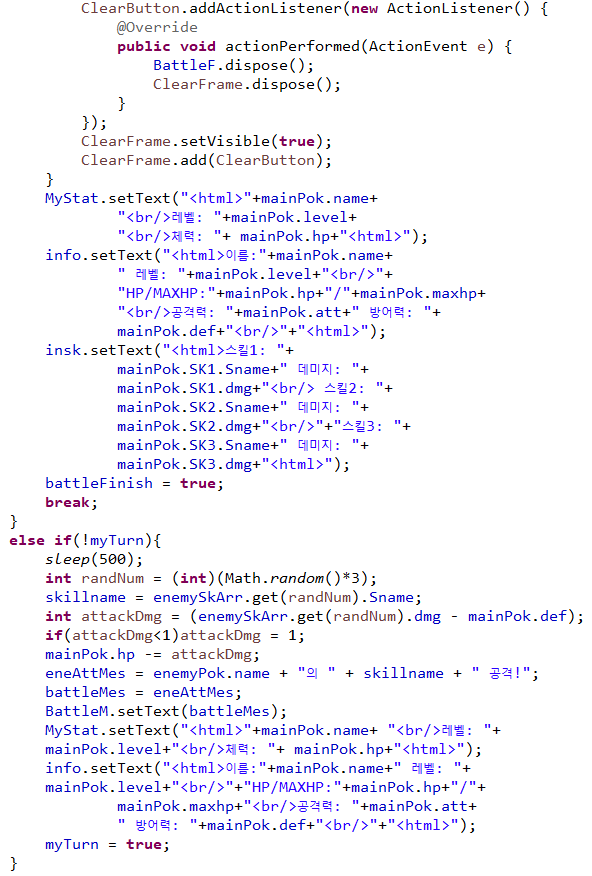 ClearButton.addActionListener(new ActionListener() {
@Override
public void actionPerformed(ActionEvent e) {
BattleF.dispose();
ClearFrame.dispose();
}
});
ClearFrame.setVisible(true);
ClearFrame.add(ClearButton);
}
MyStat.setText("<html>"+mainPok.name+
"<br/>레벨: "+mainPok.level+
"<br/>체력: "+ mainPok.hp+"<html>");
info.setText("<html>이름:"+mainPok.name+
" 레벨: "+mainPok.level+"<br/>"+
"HP/MAXHP:"+mainPok.hp+"/"+mainPok.maxhp+
"<br/>공격력: "+mainPok.att+" 방어력: "+
mainPok.def+"<br/>"+"<html>");
insk.setText("<html>스킬1: "+
mainPok.SK1.Sname+" 데미지: "+
mainPok.SK1.dmg+"<br/> 스킬2: "+
mainPok.SK2.Sname+" 데미지: "+
mainPok.SK2.dmg+"<br/>"+"스킬3: "+
mainPok.SK3.Sname+" 데미지: "+
mainPok.SK3.dmg+"<html>");
battleFinish = true;
break;
}
else if(!myTurn){
sleep(500);
int randNum = (int)(Math.random()*3);
skillname = enemySkArr.get(randNum).Sname;
int attackDmg = (enemySkArr.get(randNum).dmg - mainPok.def);
if(attackDmg<1)attackDmg = 1;
mainPok.hp -= attackDmg;
eneAttMes = enemyPok.name + "의 " + skillname + " 공격!";
battleMes = eneAttMes;
BattleM.setText(battleMes);
MyStat.setText("<html>"+mainPok.name+ "<br/>레벨: "+
mainPok.level+"<br/>체력: "+ mainPok.hp+"<html>");
info.setText("<html>이름:"+mainPok.name+" 레벨: "+
mainPok.level+"<br/>"+"HP/MAXHP:"+mainPok.hp+"/"+
mainPok.maxhp+"<br/>공격력: "+mainPok.att+
" 방어력: "+mainPok.def+"<br/>"+"<html>");
myTurn = true;
}